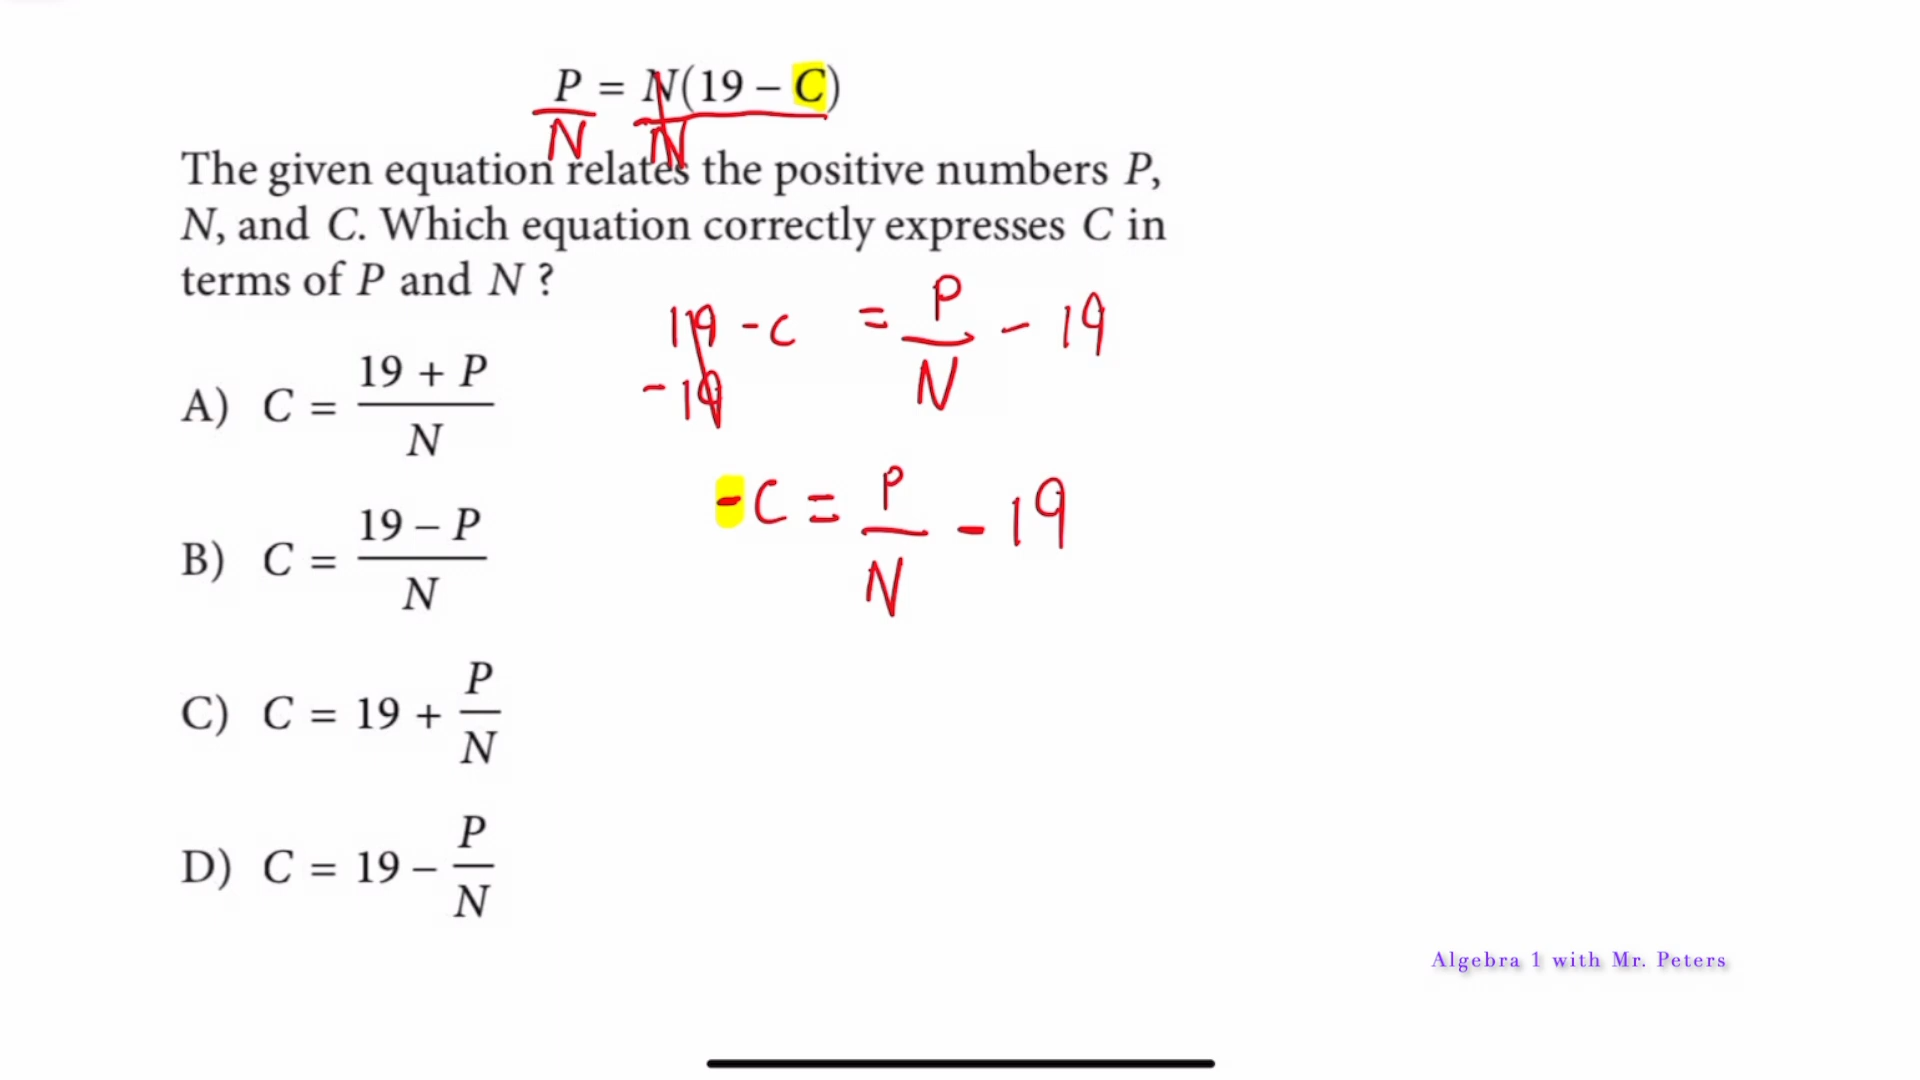 P = N(19 – C)
N N
The given equation relates the positive numbers P,
N, and C. Which equation correctly expresses C in
terms of P and N ?
19 - C = P/N - 19
-19
A) C = (19 + P)/N
-C = P/N - 19
B) C = (19 – P)/N
C) C = 19 + P/N
D) C = 19 – P/N
Algebra 1 with Mr. Peters